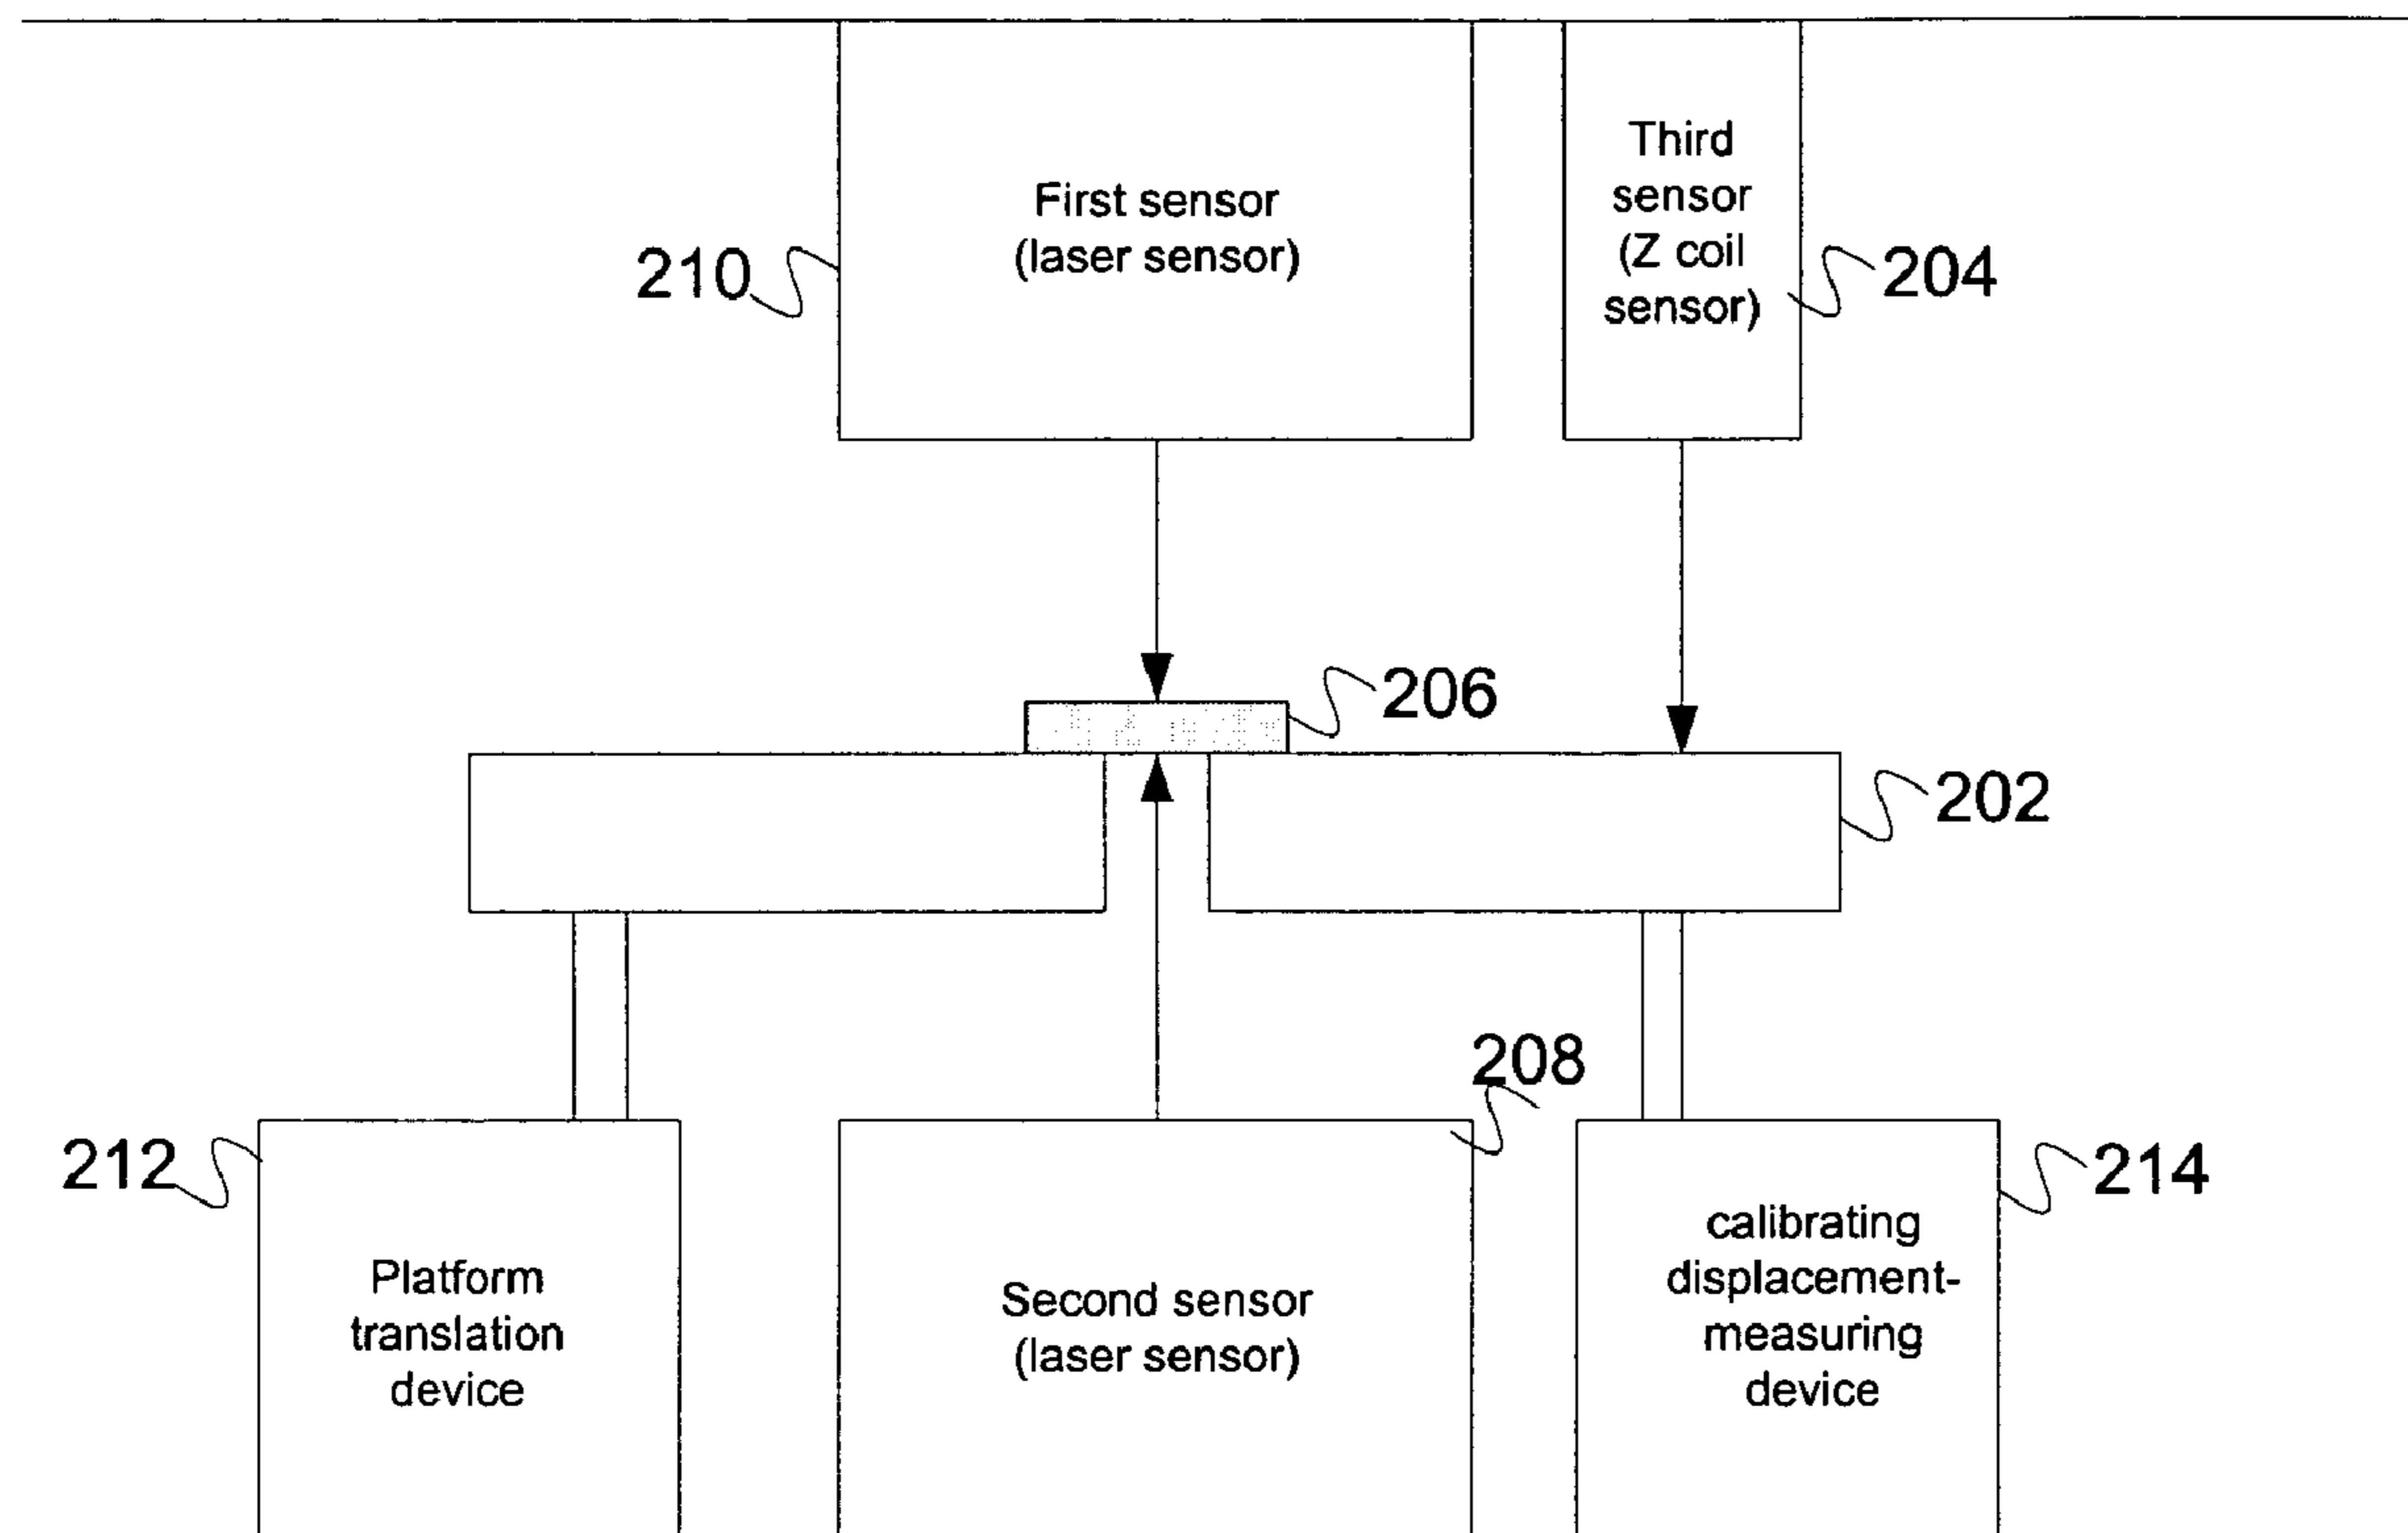 First sensor
(laser sensor)
210
Third
sensor
(Z coil
sensor)
204
206
202
208
212
Platform
translation
device
Second sensor
(laser sensor)
calibrating
displacement-
measuring
device
214